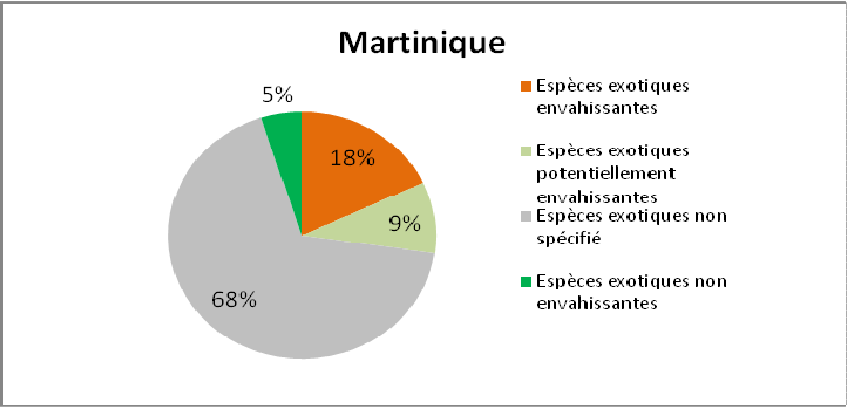 Martinique
5%
18%
9%
68%
Espèces exotiques
envahissantes
Espèces exotiques
potentiellement
envahissantes
Espèces exotiques non
spécifié
Espèces exotiques non
envahissantes